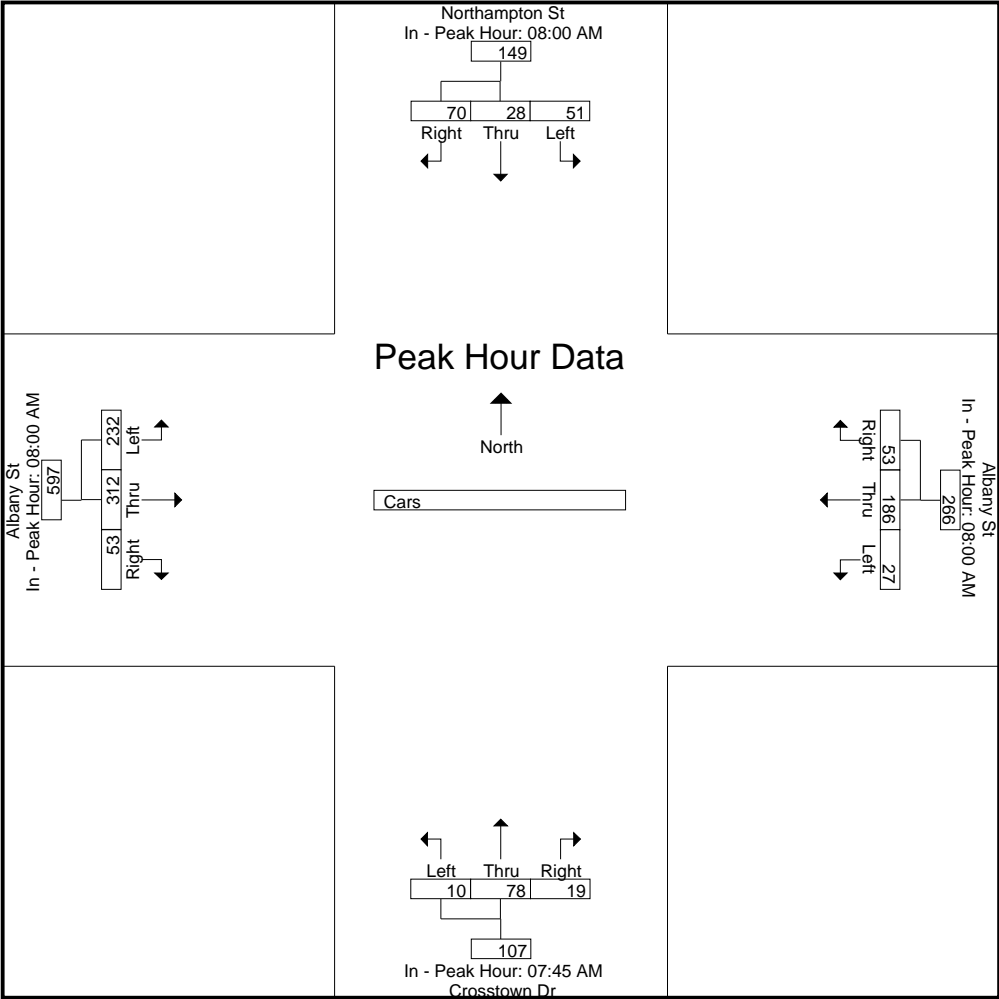 Northampton St
In - Peak Hour: 08:00 AM
149
70 28 51
Right Thru Left
Peak Hour Data
North
Cars
Albany St
In - Peak Hour: 08:00 AM
597
232 312 53
Left Thru Right
Albany St
In - Peak Hour: 08:00 AM
266
53 186 27
Right Thru Left
Left Thru Right
10 78 19
107
In - Peak Hour: 07:45 AM
Crosstown Dr